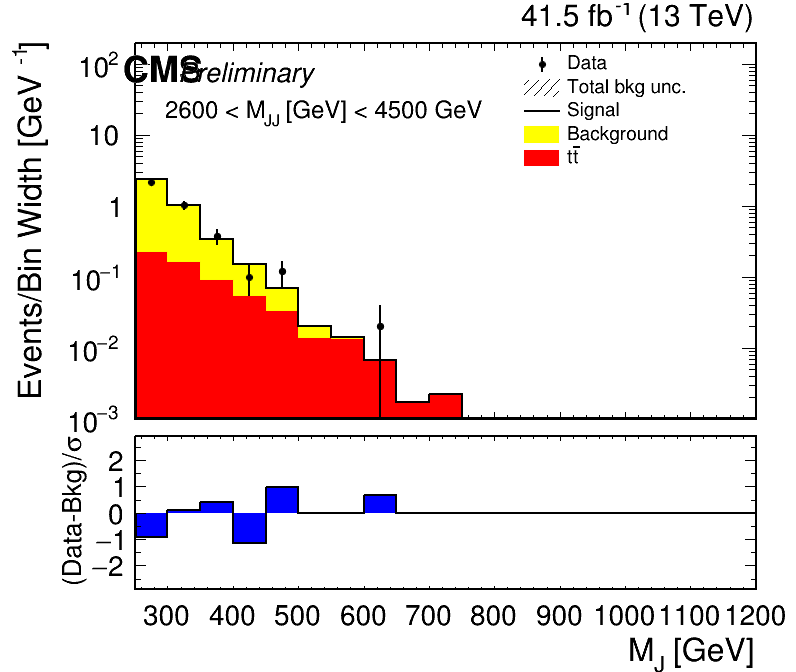 41.5 fb⁻¹ (13 TeV)
CMS Preliminary
2600 < M_JJ [GeV] < 4500 GeV
Data
Total bkg unc.
Signal
Background
tt̄
Events/Bin Width [GeV⁻¹]
10²
10
1
10⁻¹
10⁻²
10⁻³
(Data-Bkg)/σ
2
1
0
−1
−2
300 400 500 600 700 800 900 1000 1100 1200
M_J [GeV]